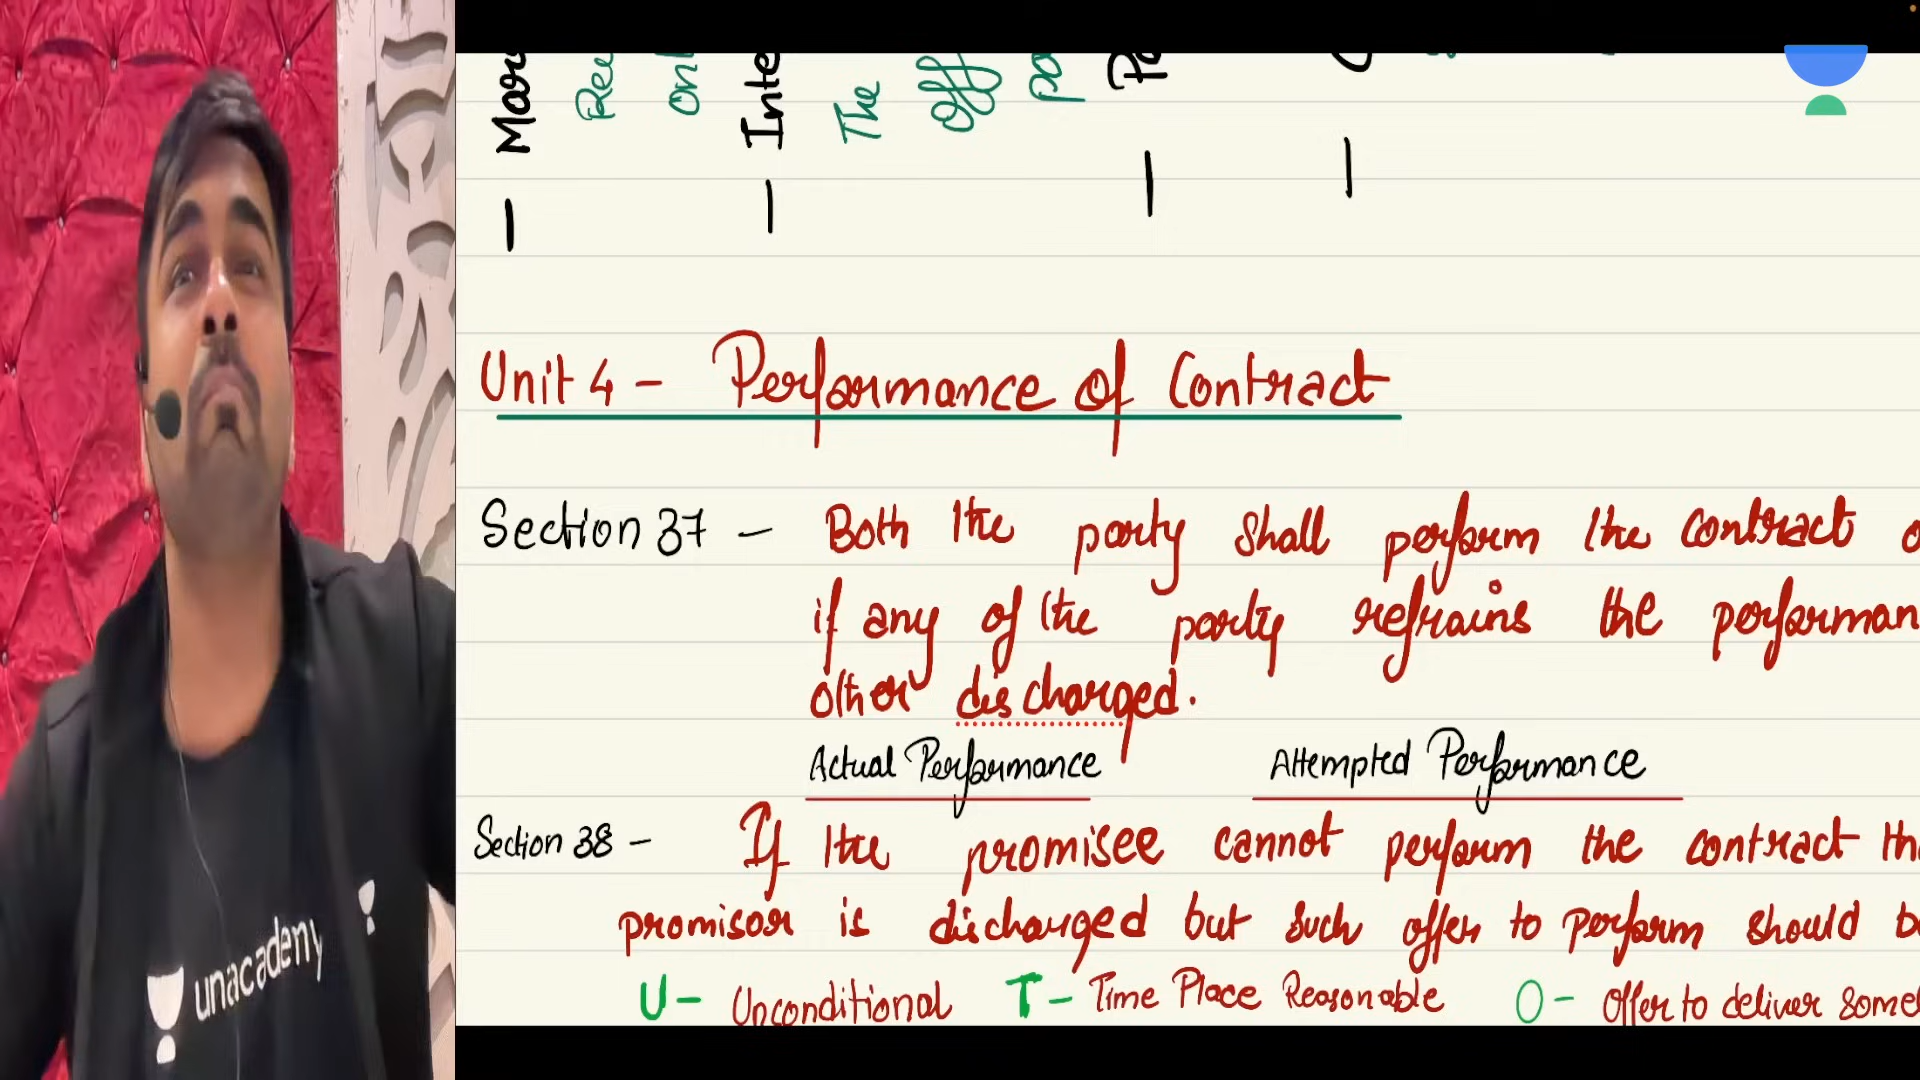 Unit 4 - Performance of Contract
Section 37 - Both the party shall perform the contract
if any of the party refrains the performan
other discharged.
Actual Performance Attempted Performance
Section 38 - If the promisee cannot perform the contract th
promisor is discharged but such offer to perform should b
U - Unconditional T - Time Place Reasonable O - Offer to deliver some
unacademy
The